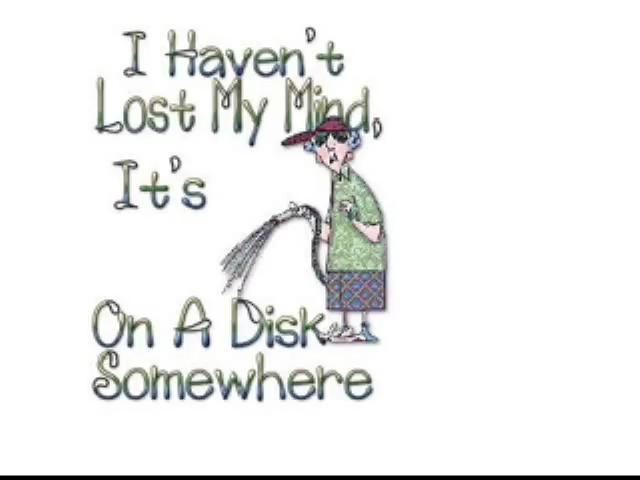 I Haven't
Lost My Mind,
It's
On A Disk
Somewhere